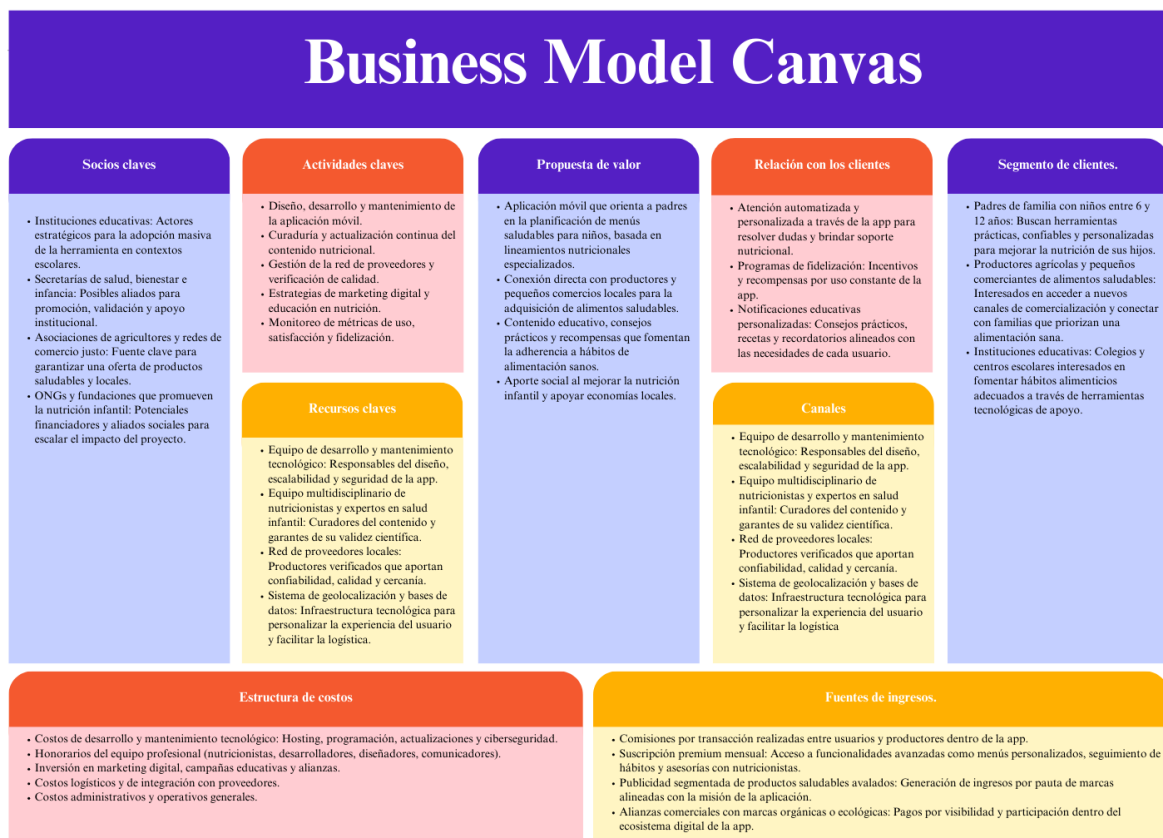 Business Model Canvas
Socios claves
• Instituciones educativas: Actores
estratégicos para la adopción masiva
de la herramienta en contextos
escolares.
• Secretarías de salud, bienestar e
infancia: Posibles aliados para
promoción, validación y apoyo
institucional.
• Asociaciones de agricultores y redes de
comercio justo: Fuente clave para
garantizar una oferta de productos
saludables y locales.
• ONGs y fundaciones que promueven
la nutrición infantil: Potenciales
financiadores y aliados sociales para
escalar el impacto del proyecto.
Actividades claves
• Diseño, desarrollo y mantenimiento de
la aplicación móvil.
• Curaduría y actualización continua del
contenido nutricional.
• Gestión de la red de proveedores y
verificación de calidad.
• Estrategias de marketing digital y
educación en nutrición.
• Monitoreo de métricas de uso,
satisfacción y fidelización.
Recursos claves
• Equipo de desarrollo y mantenimiento
tecnológico: Responsables del diseño,
escalabilidad y seguridad de la app.
• Equipo multidisciplinario de
nutricionistas y expertos en salud
infantil: Curadores del contenido y
garantes de su validez científica.
• Red de proveedores locales:
Productores verificados que aportan
confiabilidad, calidad y cercanía.
• Sistema de geolocalización y bases de
datos: Infraestructura tecnológica para
personalizar la experiencia del usuario
y facilitar la logística.
Propuesta de valor
• Aplicación móvil que orienta a padres
en la planificación de menús
saludables para niños, basada en
lineamientos nutricionales
especializados.
• Conexión directa con productores y
pequeños comercios locales para la
adquisición de alimentos saludables.
• Contenido educativo, consejos
prácticos y recompensas que fomentan
la adherencia a hábitos de
alimentación sanos.
• Aporte social al mejorar la nutrición
infantil y apoyar economías locales.
Relación con los clientes
• Atención automatizada y
personalizada a través de la app para
resolver dudas y brindar soporte
nutricional.
• Programas de fidelización: Incentivos
y recompensas por uso constante de la
app.
• Notificaciones educativas
personalizadas: Consejos prácticos,
recetas y recordatorios alineados con
las necesidades de cada usuario.
Canales
• Equipo de desarrollo y mantenimiento
tecnológico: Responsables del diseño,
escalabilidad y seguridad de la app.
• Equipo multidisciplinario de
nutricionistas y expertos en salud
infantil: Curadores del contenido y
garantes de su validez científica.
• Red de proveedores locales:
Productores verificados que aportan
confiabilidad, calidad y cercanía.
• Sistema de geolocalización y bases de
datos: Infraestructura tecnológica para
personalizar la experiencia del usuario
y facilitar la logística
Segmento de clientes.
• Padres de familia con niños entre 6 y
12 años: Buscan herramientas
prácticas, confiables y personalizadas
para mejorar la nutrición de sus hijos.
• Productores agrícolas y pequeños
comerciantes de alimentos saludables:
Interesados en acceder a nuevos
canales de comercialización y conectar
con familias que priorizan una
alimentación sana.
• Instituciones educativas: Colegios y
centros escolares interesados en
fomentar hábitos alimenticios
adecuados a través de herramientas
tecnológicas de apoyo.
Estructura de costos
• Costos de desarrollo y mantenimiento tecnológico: Hosting, programación, actualizaciones y ciberseguridad.
• Honorarios del equipo profesional (nutricionistas, desarrolladores, diseñadores, comunicadores).
• Inversión en marketing digital, campañas educativas y alianzas.
• Costos logísticos y de integración con proveedores.
• Costos administrativos y operativos generales.
Fuentes de ingresos.
• Comisiones por transacción realizadas entre usuarios y productores dentro de la app.
• Suscripción premium mensual: Acceso a funcionalidades avanzadas como menús personalizados, seguimiento de
hábitos y asesorías con nutricionistas.
• Publicidad segmentada de productos saludables avalados: Generación de ingresos por pauta de marcas
alineadas con la misión de la aplicación.
• Alianzas comerciales con marcas orgánicas o ecológicas: Pagos por visibilidad y participación dentro del
ecosistema digital de la app.